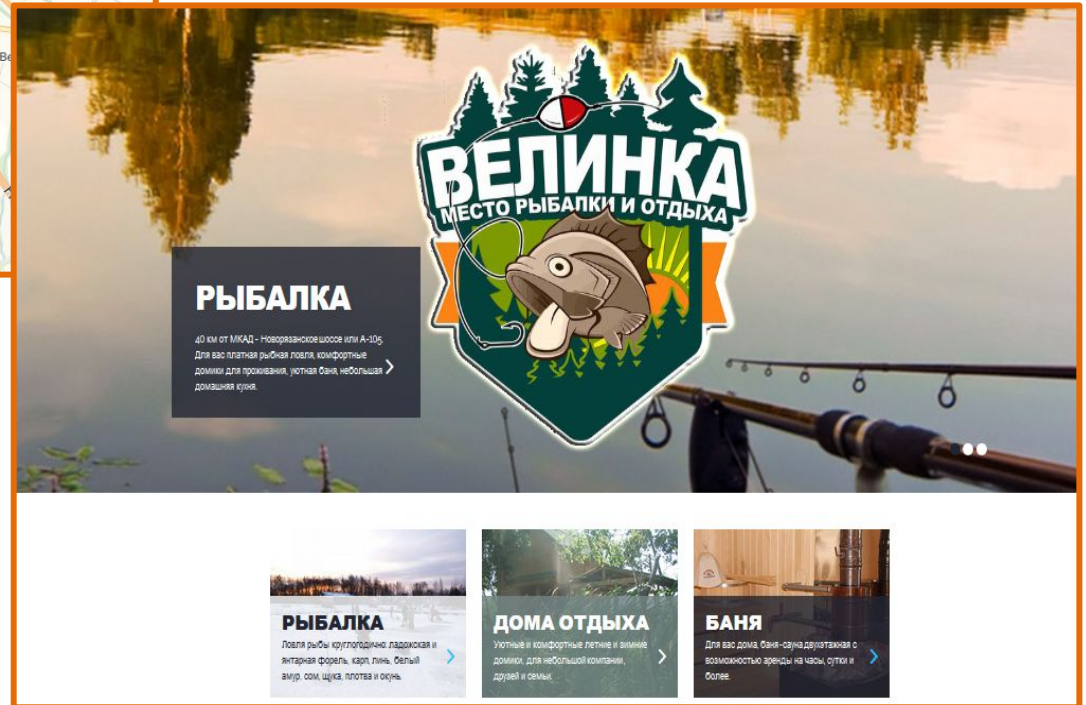 ВЕЛИНКА
МЕСТО РЫБАЛКИ И ОТДЫХА
РЫБАЛКА
40 км от МКАД - Новорязанское шоссе или А-105.
Для вас платная рыбная ловля, комфортные
домики для проживания, уютная баня, небольшая
домашняя кухня.
РЫБАЛКА
Ловля рыбы круглогодично: ладожская и
янтарная форель, карп, линь, белый
амур, сом, щука, плотва и окунь.
ДОМА ОТДЫХА
Уютные и комфортные летние и зимние
домики, для небольшой компании,
друзей и семьи.
БАНЯ
Для вас дома, баня-сауна двухэтажная с
возможностью аренды на часы, сутки и
более.